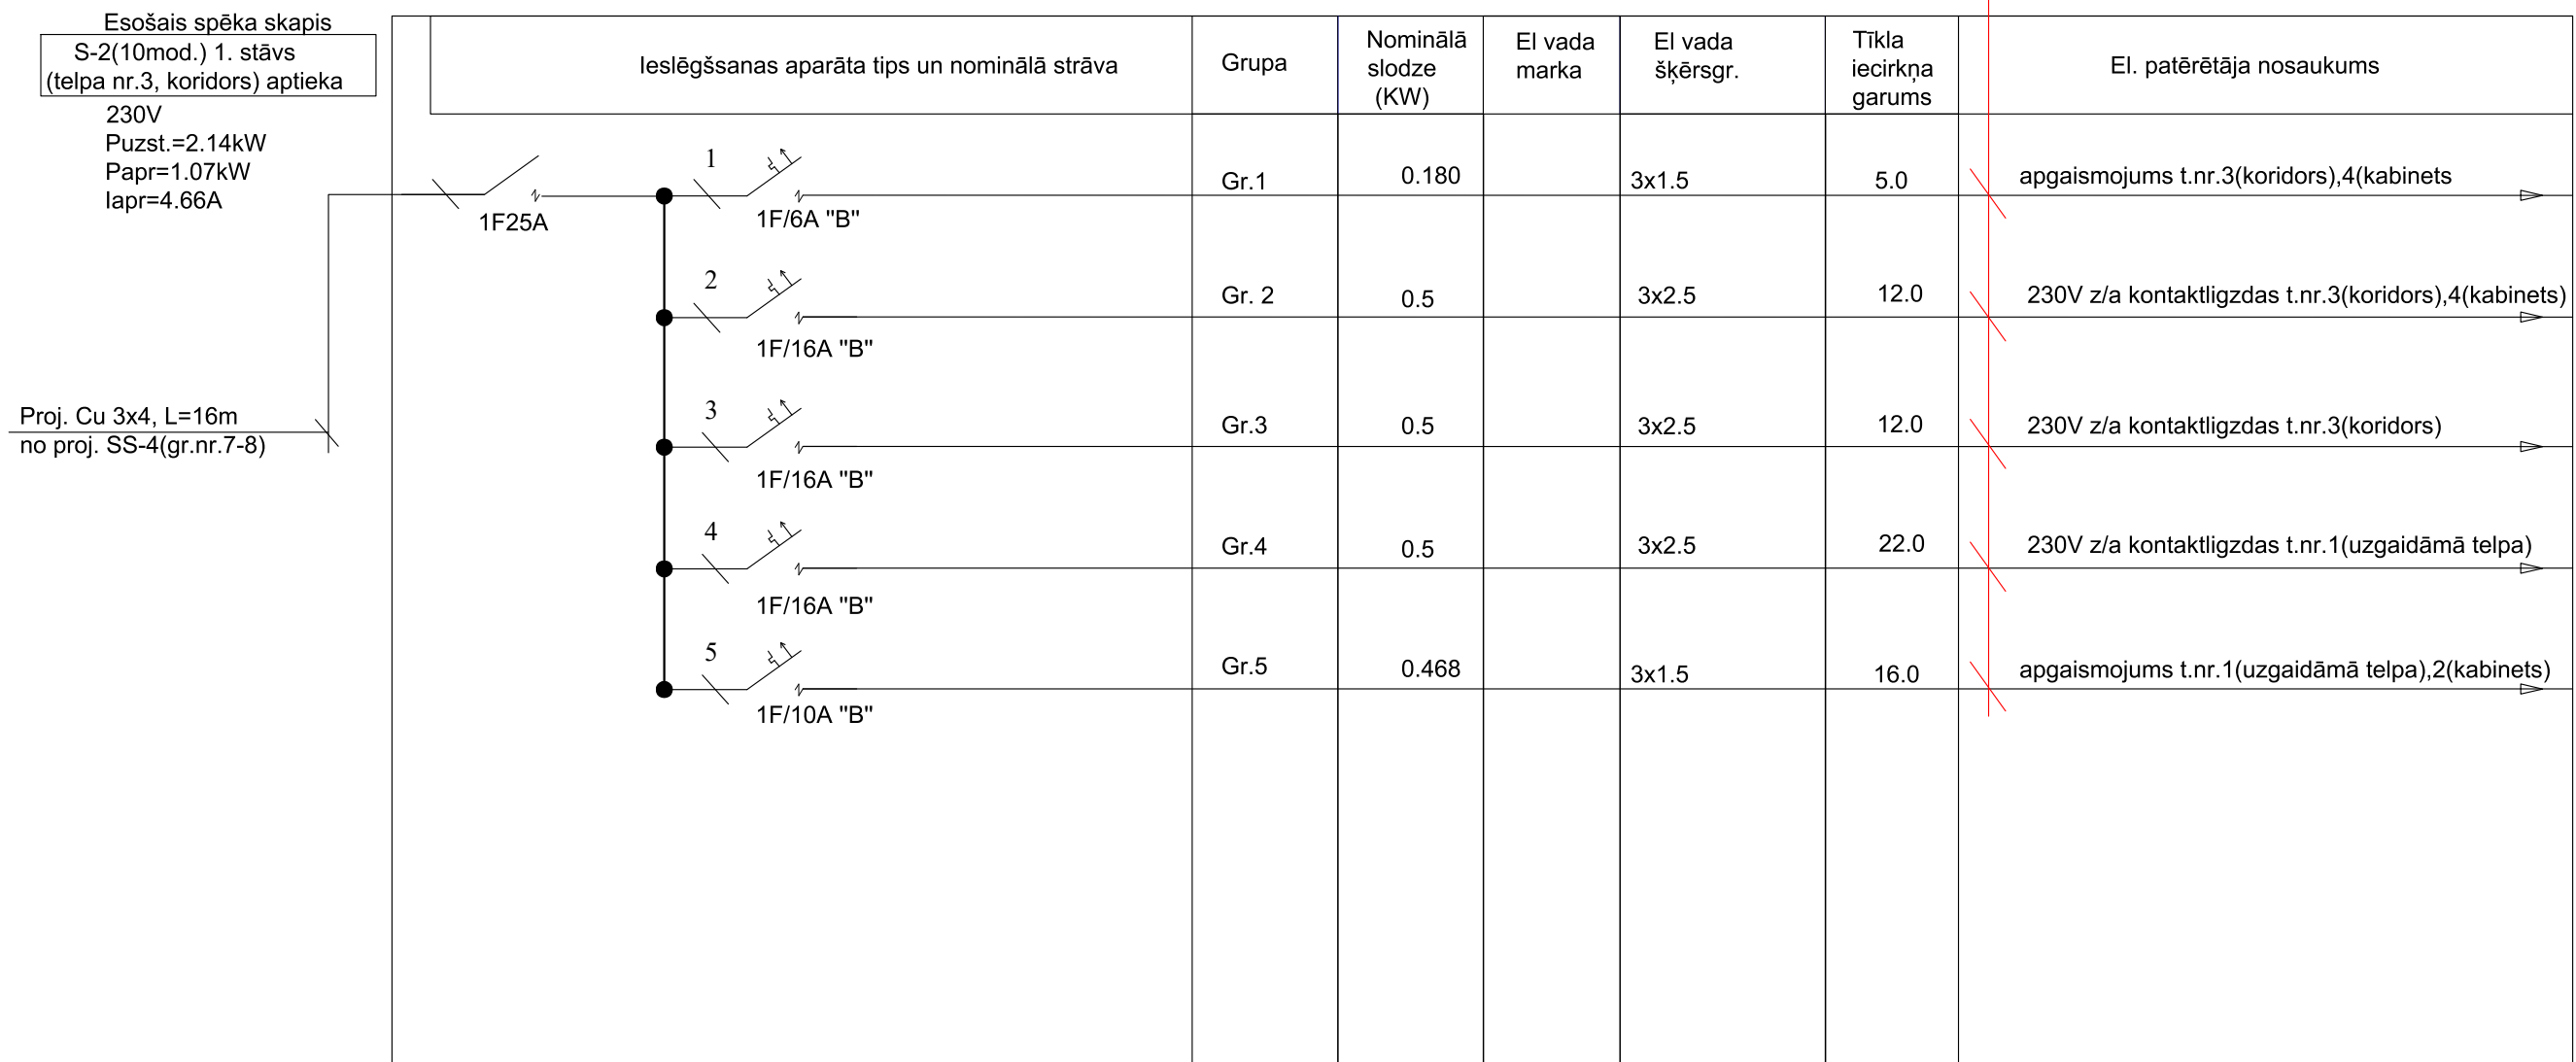 Esošais spēka skapis
S-2(10mod.) 1. stāvs
(telpa nr.3, koridors) aptieka
230V
Puzst.=2.14kW
Papr=1.07kW
Iapr=4.66A
Proj. Cu 3x4, L=16m
no proj. SS-4(gr.nr.7-8)
Ieslēgšsanas aparāta tips un nominālā strāva
Grupa
Nominālā
slodze
(KW)
El vada
marka
El vada
šķērsgr.
Tīkla
iecirkņa
garums
El. patērētāja nosaukums
1F25A
1
1F/6A "B"
Gr.1
0.180
3x1.5
5.0
apgaismojums t.nr.3(koridors),4(kabinets
2
1F/16A "B"
Gr. 2
0.5
3x2.5
12.0
230V z/a kontaktligzdas t.nr.3(koridors),4(kabinets)
3
1F/16A "B"
Gr.3
0.5
3x2.5
12.0
230V z/a kontaktligzdas t.nr.3(koridors)
4
1F/16A "B"
Gr.4
0.5
3x2.5
22.0
230V z/a kontaktligzdas t.nr.1(uzgaidāmā telpa)
5
1F/10A "B"
Gr.5
0.468
3x1.5
16.0
apgaismojums t.nr.1(uzgaidāmā telpa),2(kabinets)